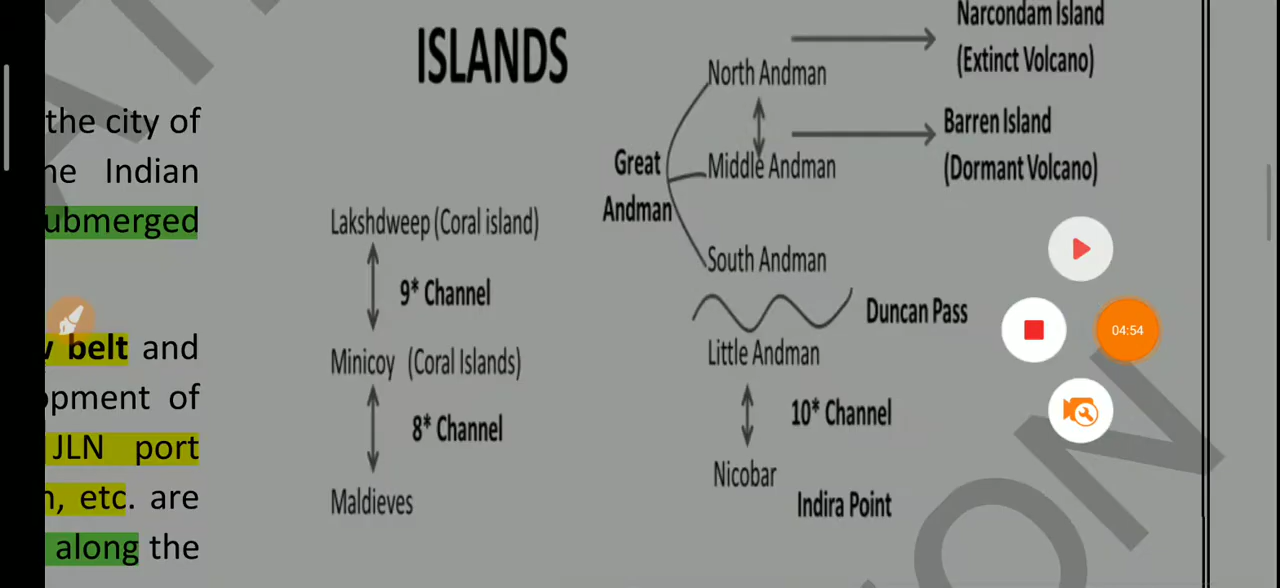 ISLANDS
the city of
ne Indian
ubmerged
belt and
opment of
JLN port
n, etc. are
along the
Lakshdweep (Coral island)
9* Channel
Minicoy (Coral Islands)
8* Channel
Maldieves
Great
Andman
North Andman
Middle Andman
South Andman
Duncan Pass
Little Andman
10* Channel
Nicobar
Indira Point
Narcondam Island
(Extinct Volcano)
Barren Island
(Dormant Volcano)
04:54
ON